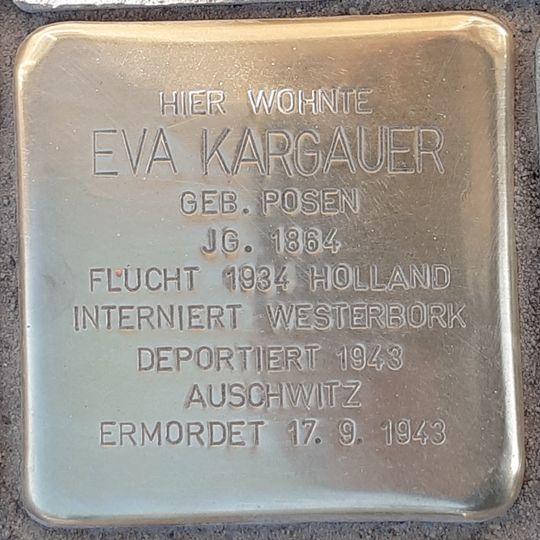 HIER WOHNTE
EVA KARGAUER
GEB. POSEN
JG. 1864
FLUCHT 1934 HOLLAND
INTERNIERT WESTERBORK
DEPORTIERT 1943
AUSCHWITZ
ERMORDET 17. 9. 1943